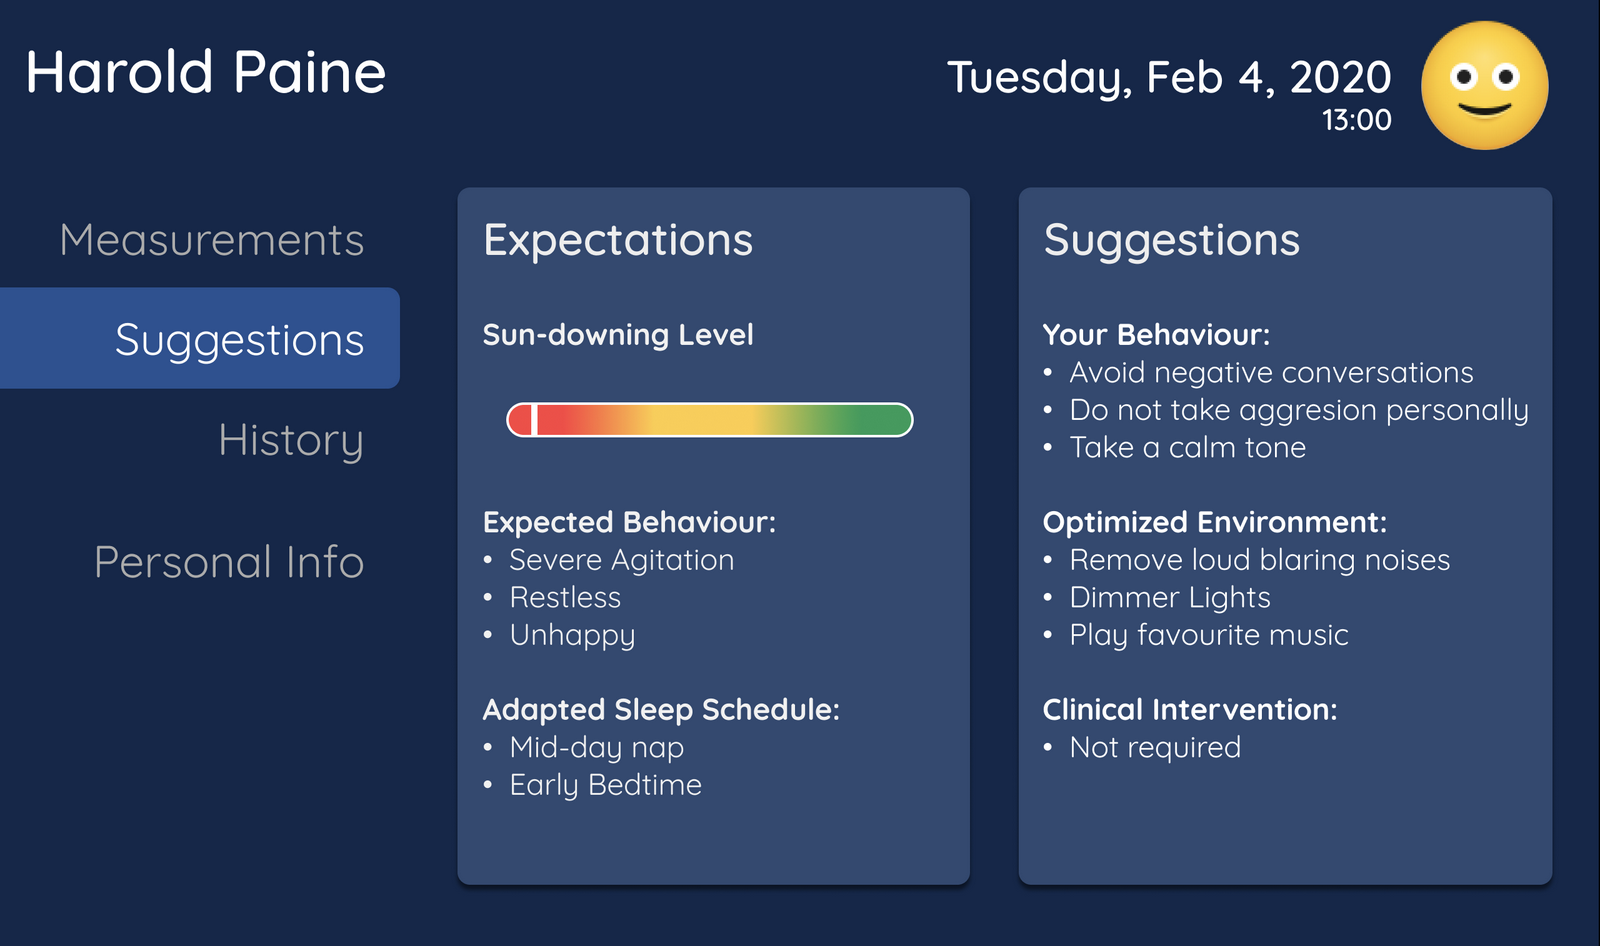 Harold Paine
Tuesday, Feb 4, 2020
13:00
Measurements
Suggestions
History
Personal Info
Expectations
Sun-downing Level
Expected Behaviour:
• Severe Agitation
• Restless
• Unhappy
Adapted Sleep Schedule:
• Mid-day nap
• Early Bedtime
Suggestions
Your Behaviour:
• Avoid negative conversations
• Do not take aggresion personally
• Take a calm tone
Optimized Environment:
• Remove loud blaring noises
• Dimmer Lights
• Play favourite music
Clinical Intervention:
• Not required